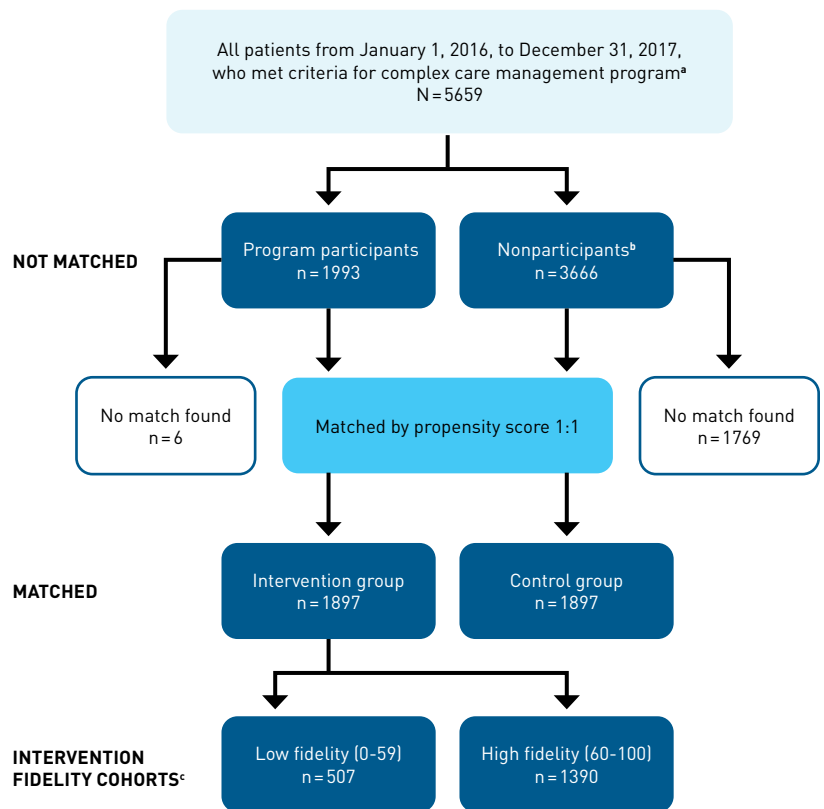 All patients from January 1, 2016, to December 31, 2017,
who met criteria for complex care management programᵃ
N=5659
NOT MATCHED
Program participants
n=1993
Nonparticipantsᵇ
n=3666
No match found
n=6
Matched by propensity score 1:1
No match found
n=1769
MATCHED
Intervention group
n=1897
Control group
n=1897
INTERVENTION
FIDELITY COHORTSᶜ
Low fidelity (0-59)
n=507
High fidelity (60-100)
n=1390